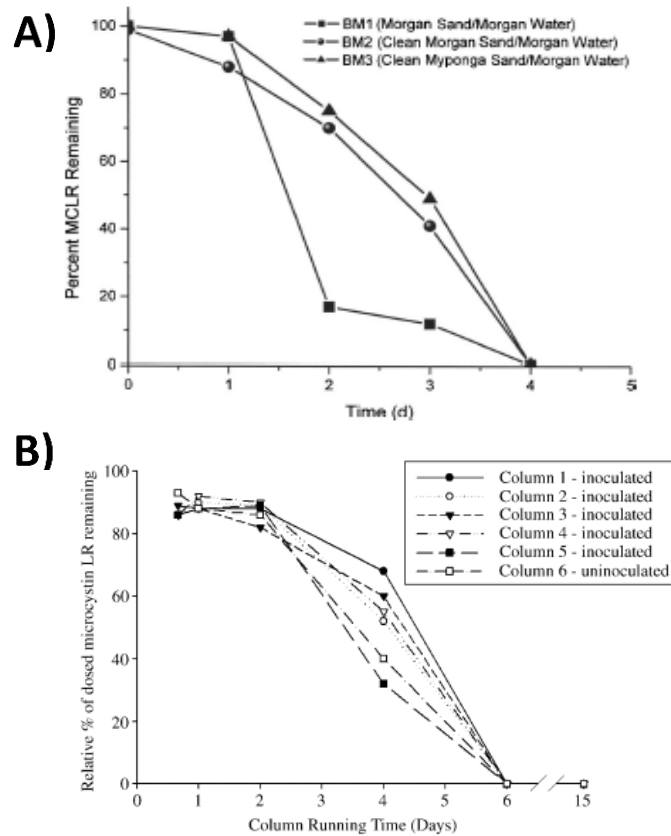 A)
BM1 (Morgan Sand/Morgan Water)
BM2 (Clean Morgan Sand/Morgan Water)
BM3 (Clean Myponga Sand/Morgan Water)
Percent MCLR Remaining
100
80
60
40
20
0
0 1 2 3 4 5
Time (d)
B)
Relative % of dosed microcystin LR remaining
100
80
60
40
20
0
Column 1 - inoculated
Column 2 - inoculated
Column 3 - inoculated
Column 4 - inoculated
Column 5 - inoculated
Column 6 - uninoculated
0 1 2 3 4 5 6 15
Column Running Time (Days)